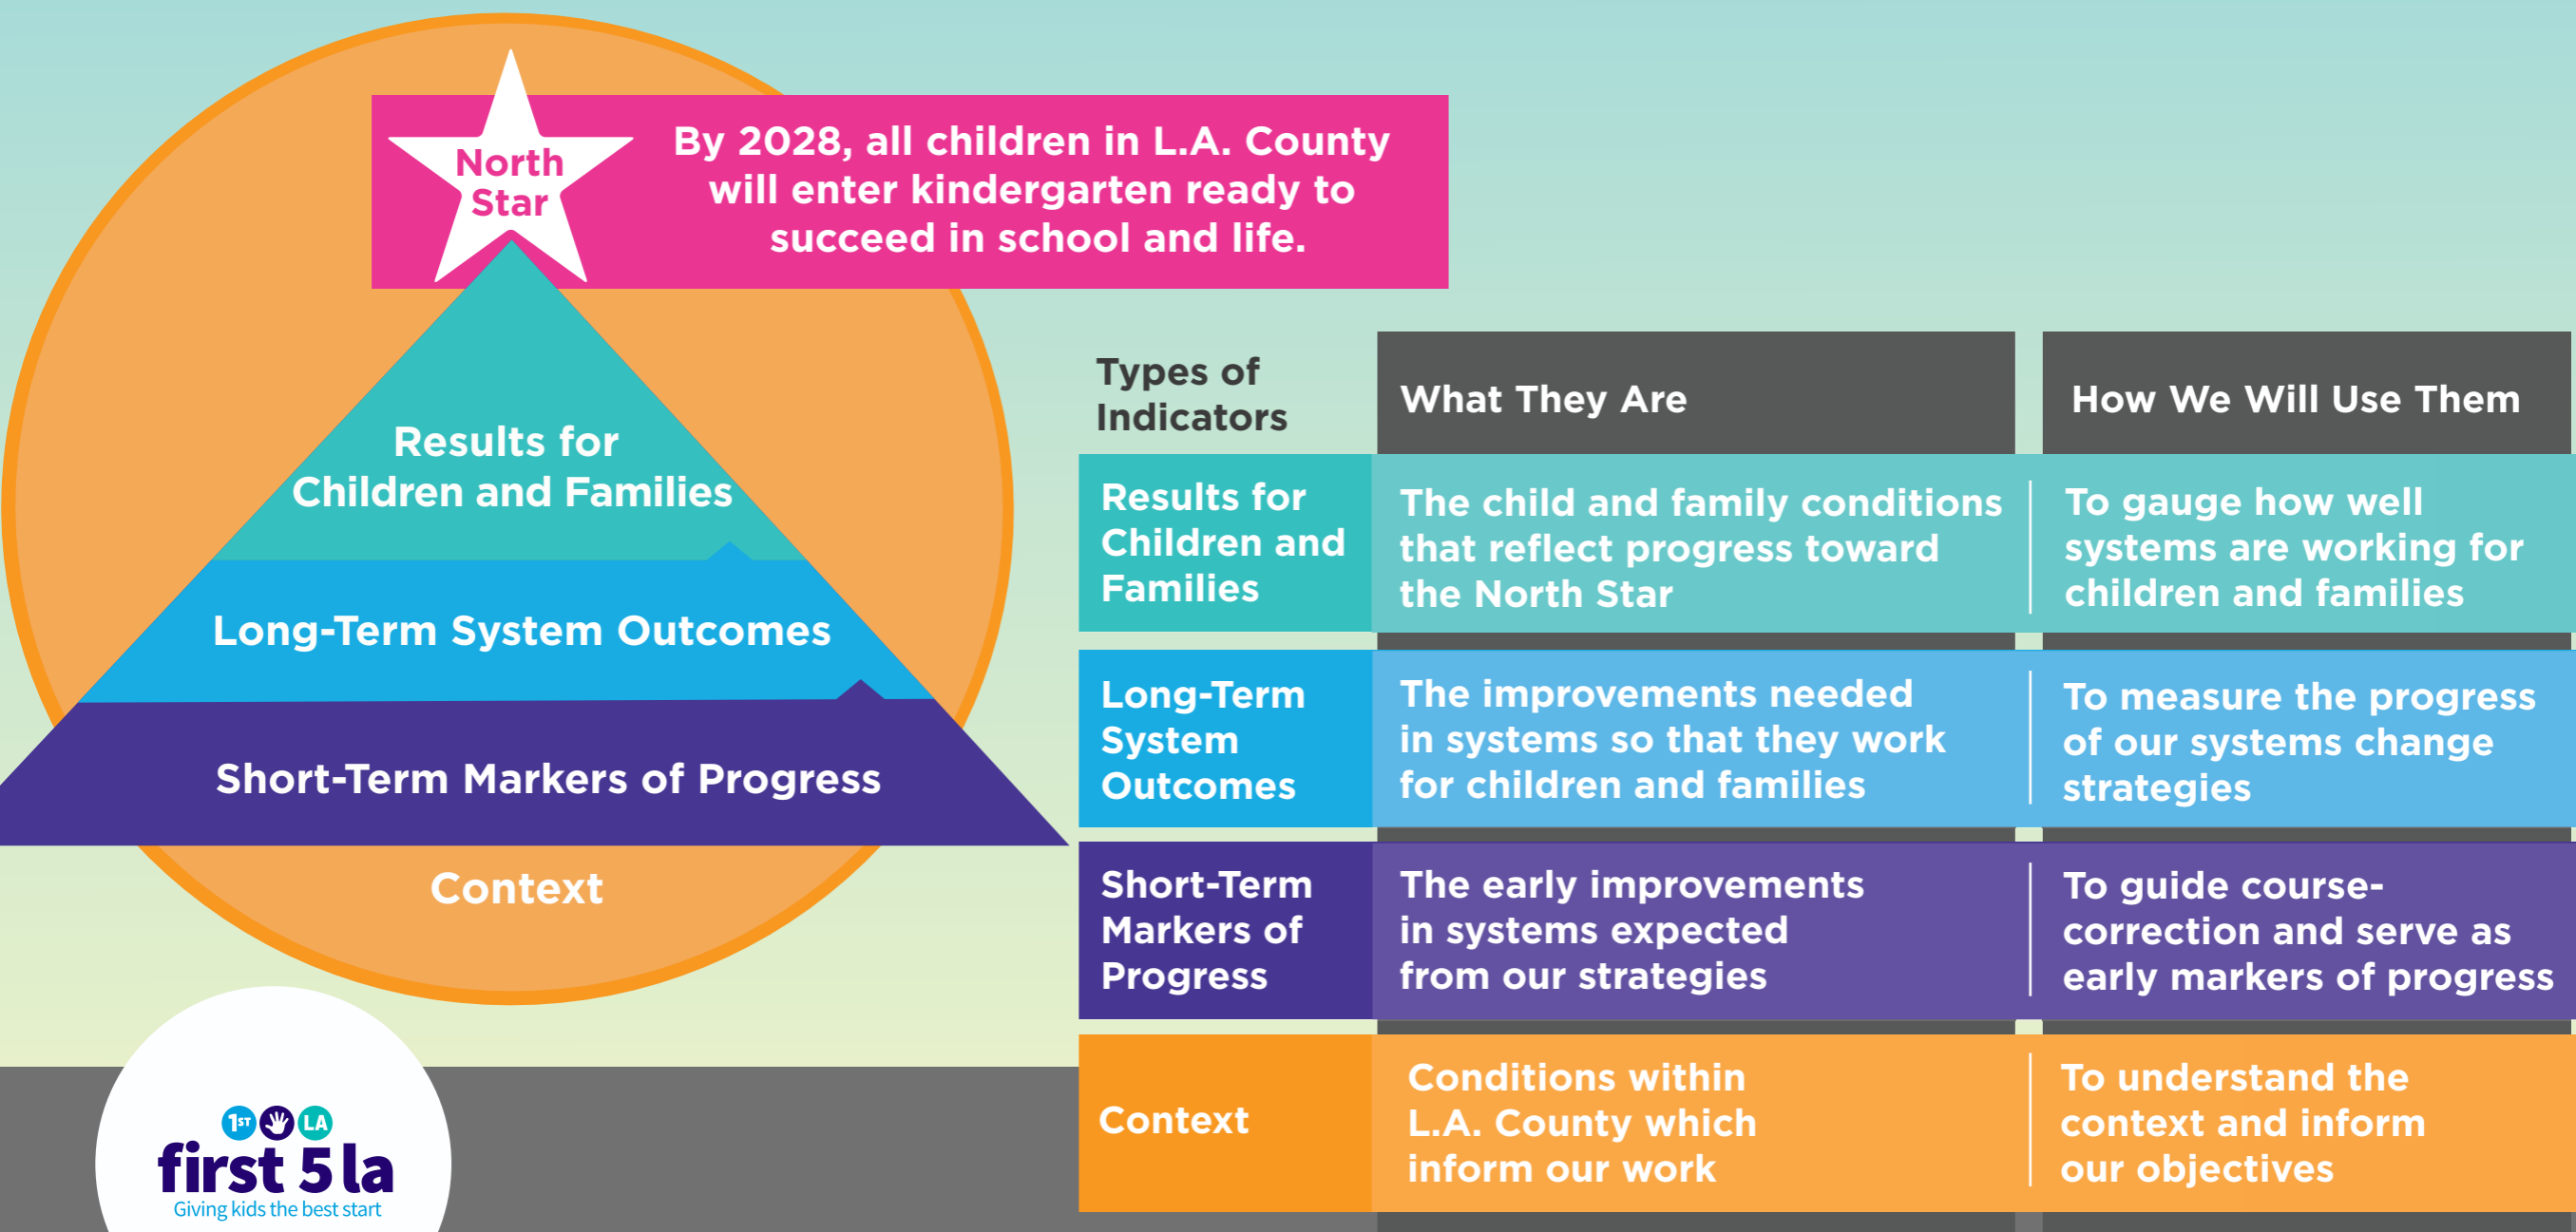 North
Star
By 2028, all children in L.A. County
will enter kindergarten ready to
succeed in school and life.
Results for
Children and Families
Long-Term System Outcomes
Short-Term Markers of Progress
Context
Types of
Indicators
What They Are
How We Will Use Them
Results for
Children and
Families
The child and family conditions
that reflect progress toward
the North Star
To gauge how well
systems are working for
children and families
Long-Term
System
Outcomes
The improvements needed
in systems so that they work
for children and families
To measure the progress
of our systems change
strategies
Short-Term
Markers of
Progress
The early improvements
in systems expected
from our strategies
To guide course-
correction and serve as
early markers of progress
Context
Conditions within
L.A. County which
inform our work
To understand the
context and inform
our objectives
1ST LA
first 5 la
Giving kids the best start